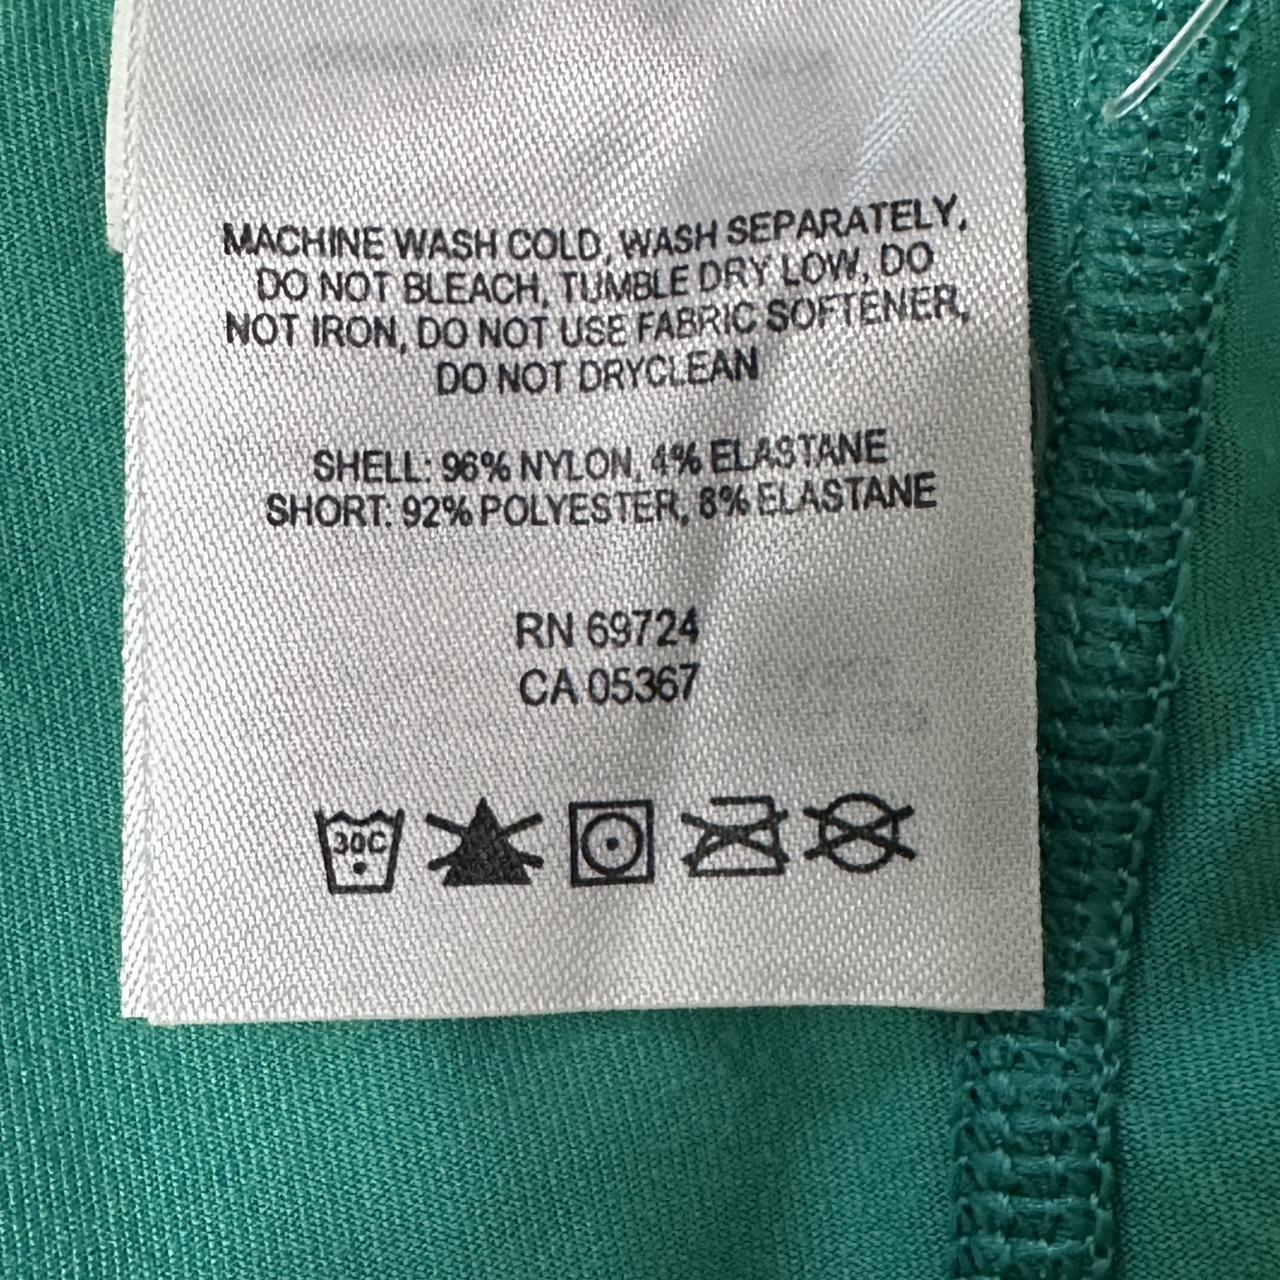 MACHINE WASH COLD, WASH SEPARATELY,
DO NOT BLEACH, TUMBLE DRY LOW, DO
NOT IRON, DO NOT USE FABRIC SOFTENER,
DO NOT DRYCLEAN
SHELL: 96% NYLON, 4% ELASTANE
SHORT: 92% POLYESTER, 8% ELASTANE
RN 69724
CA 05367
30C